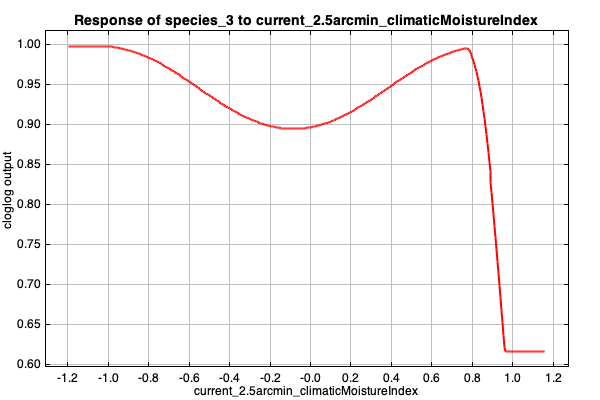 Response of species_3 to current_2.5arcmin_climaticMoistureIndex
1.00
0.95
0.90
0.85
0.80
0.75
0.70
0.65
0.60
cloglog output
-1.2 -1.0 -0.8 -0.6 -0.4 -0.2 -0.0 0.2 0.4 0.6 0.8 1.0 1.2
current_2.5arcmin_climaticMoistureIndex